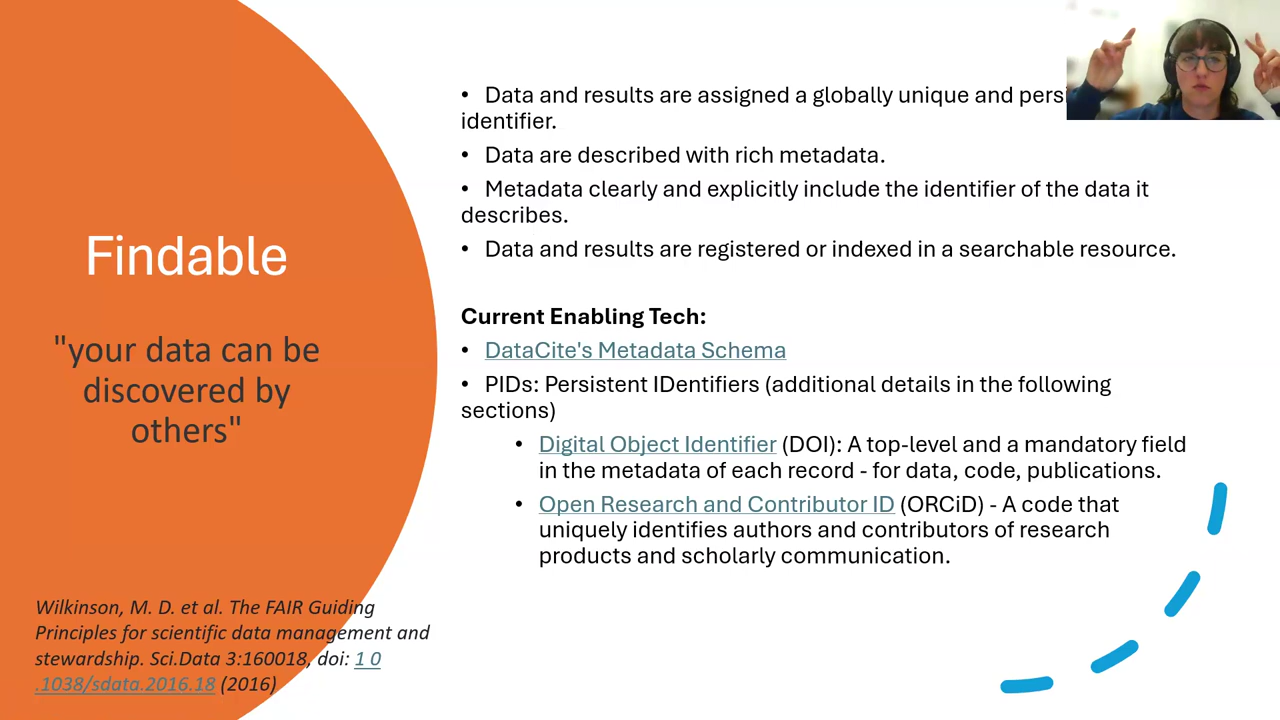 Findable
"your data can be
discovered by
others"
Wilkinson, M. D. et al. The FAIR Guiding
Principles for scientific data management and
stewardship. Sci.Data 3:160018, doi: 1 0
.1038/sdata.2016.18 (2016)
• Data and results are assigned a globally unique and
identifier.
• Data are described with rich metadata.
• Metadata clearly and explicitly include the identifier of the data it
describes.
• Data and results are registered or indexed in a searchable resource.
Current Enabling Tech:
• DataCite's Metadata Schema
• PIDs: Persistent IDentifiers (additional details in the following
sections)
• Digital Object Identifier (DOI): A top-level and a mandatory field
in the metadata of each record - for data, code, publications.
• Open Research and Contributor ID (ORCiD) - A code that
uniquely identifies authors and contributors of research
products and scholarly communication.